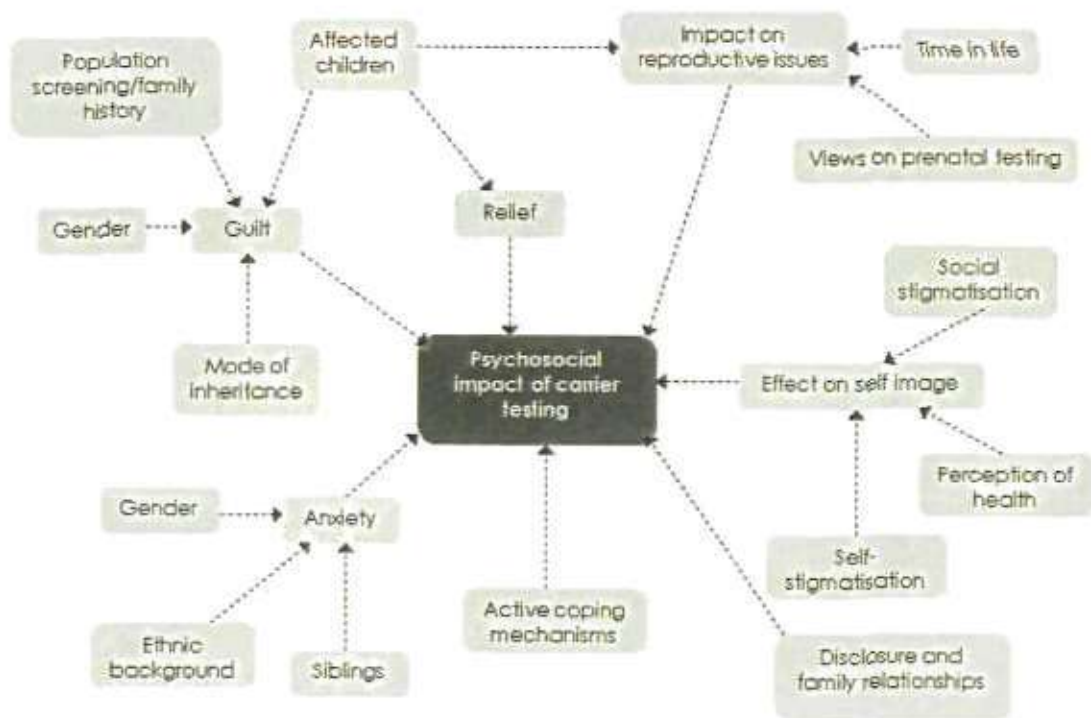 Affected
children
Impact on
reproductive issues
Time in life
Population
screening/family
history
Views on prenatal testing
Relief
Gender
Guilt
Social
stigmatisation
Mode of
inheritance
Psychosocial
impact of carrier
testing
Effect on self image
Perception of
health
Gender
Anxiety
Self-
stigmatisation
Active coping
mechanisms
Ethnic
background
Siblings
Disclosure and
family relationships